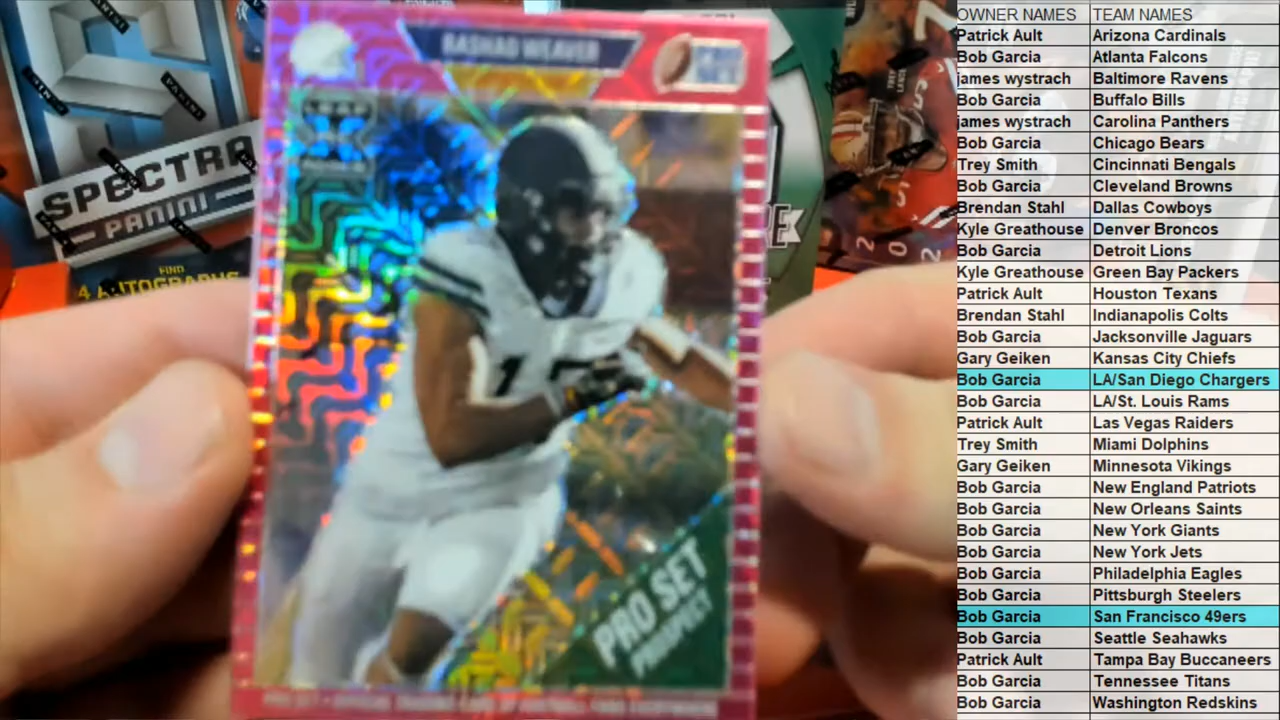 RASHAD WEAVER
LEAF
PRO SET
PROSPECT
SPECTRA
PANINI
FIND
4 AUTOGRAPHS
OWNER NAMES TEAM NAMES
Patrick Ault Arizona Cardinals
Bob Garcia Atlanta Falcons
james wystrach Baltimore Ravens
Bob Garcia Buffalo Bills
james wystrach Carolina Panthers
Bob Garcia Chicago Bears
Trey Smith Cincinnati Bengals
Bob Garcia Cleveland Browns
Brendan Stahl Dallas Cowboys
Kyle Greathouse Denver Broncos
Bob Garcia Detroit Lions
Kyle Greathouse Green Bay Packers
Patrick Ault Houston Texans
Brendan Stahl Indianapolis Colts
Bob Garcia Jacksonville Jaguars
Gary Geiken Kansas City Chiefs
Bob Garcia LA/San Diego Chargers
Bob Garcia LA/St. Louis Rams
Patrick Ault Las Vegas Raiders
Trey Smith Miami Dolphins
Gary Geiken Minnesota Vikings
Bob Garcia New England Patriots
Bob Garcia New Orleans Saints
Bob Garcia New York Giants
Bob Garcia New York Jets
Bob Garcia Philadelphia Eagles
Bob Garcia Pittsburgh Steelers
Bob Garcia San Francisco 49ers
Bob Garcia Seattle Seahawks
Patrick Ault Tampa Bay Buccaneers
Bob Garcia Tennessee Titans
Bob Garcia Washington Redskins